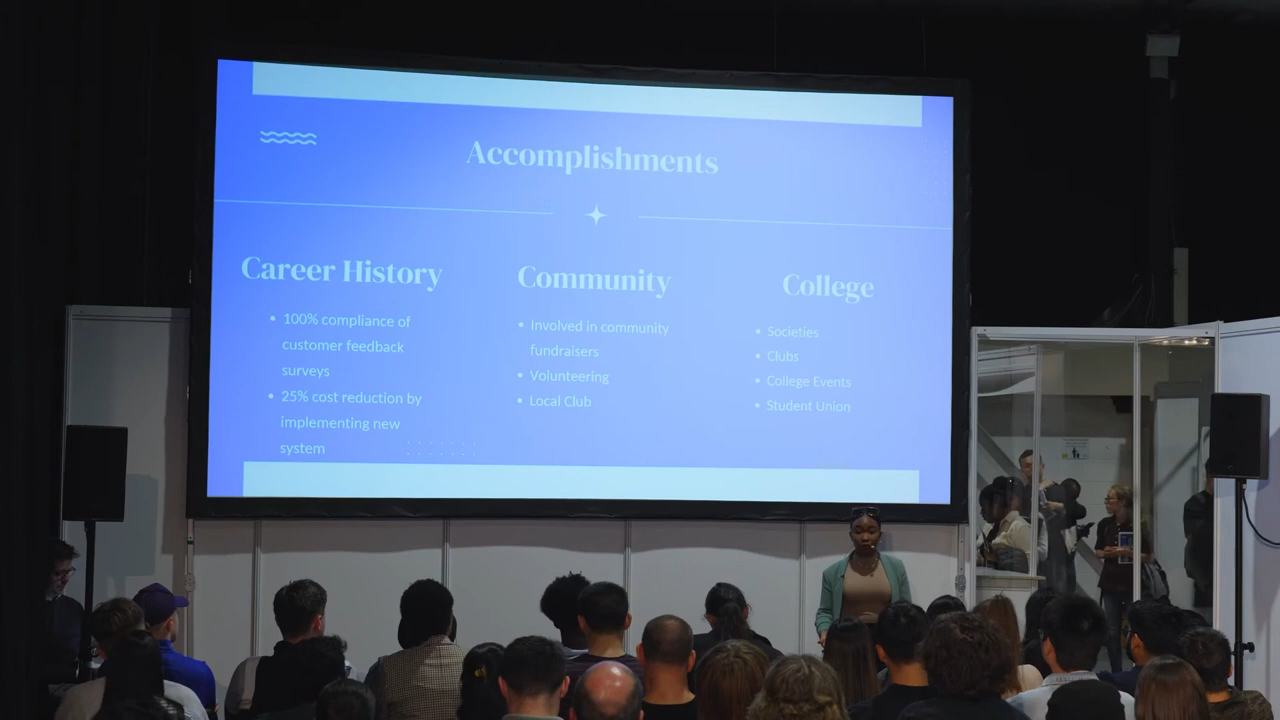 Accomplishments
Career History
• 100% compliance of
customer feedback
surveys
• 25% cost reduction by
implementing new
system
Community
• Involved in community
fundraisers
• Volunteering
• Local Club
College
• Societies
• Clubs
• College Events
• Student Union